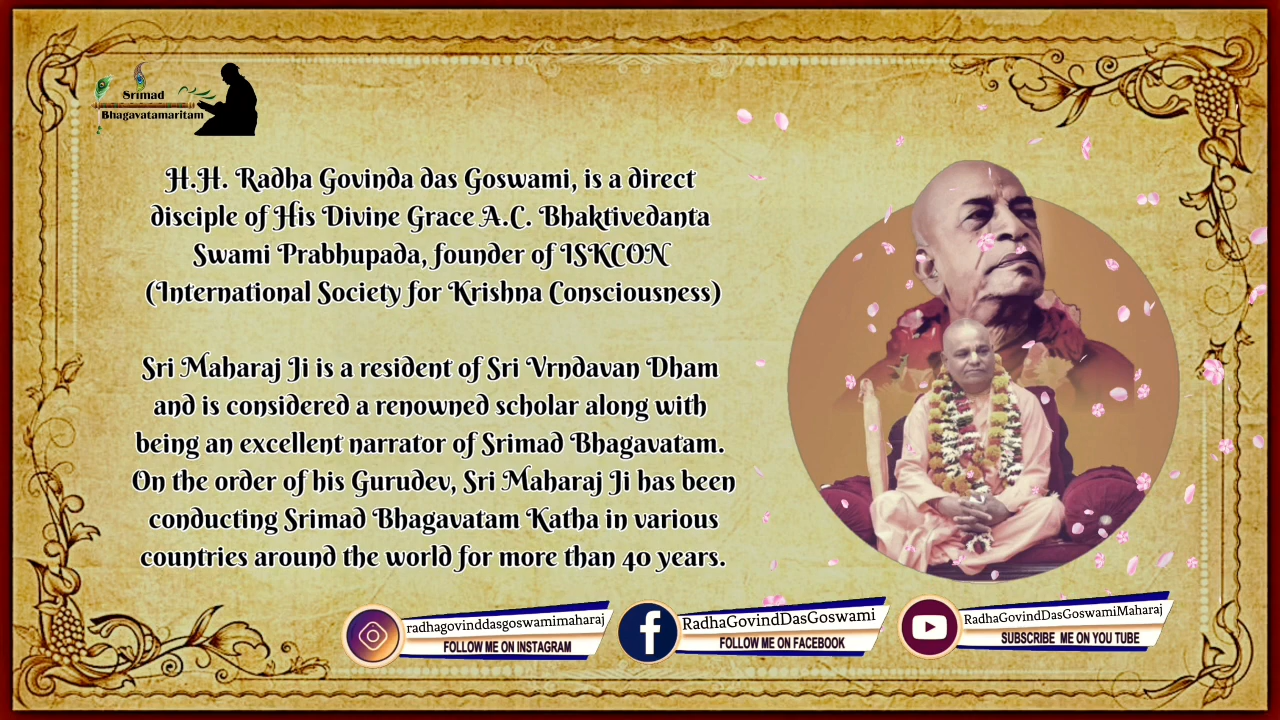 Srimad
Bhagavatamaritam
H.H. Radha Govinda das Goswami, is a direct
disciple of His Divine Grace A.C. Bhaktivedanta
Swami Prabhupada, founder of ISKCON
(International Society for Krishna Consciousness)
Sri Maharaj Ji is a resident of Sri Vrndavan Dham
and is considered a renowned scholar along with
being an excellent narrator of Srimad Bhagavatam.
On the order of his Gurudev, Sri Maharaj Ji has been
conducting Srimad Bhagavatam Katha in various
countries around the world for more than 40 years.
radhagovinddasgoswamimaharaj
FOLLOW ME ON INSTAGRAM
RadhaGovindDasGoswami
FOLLOW ME ON FACEBOOK
RadhaGovindDasGoswamiMaharaj
SUBSCRIBE ME ON YOU TUBE